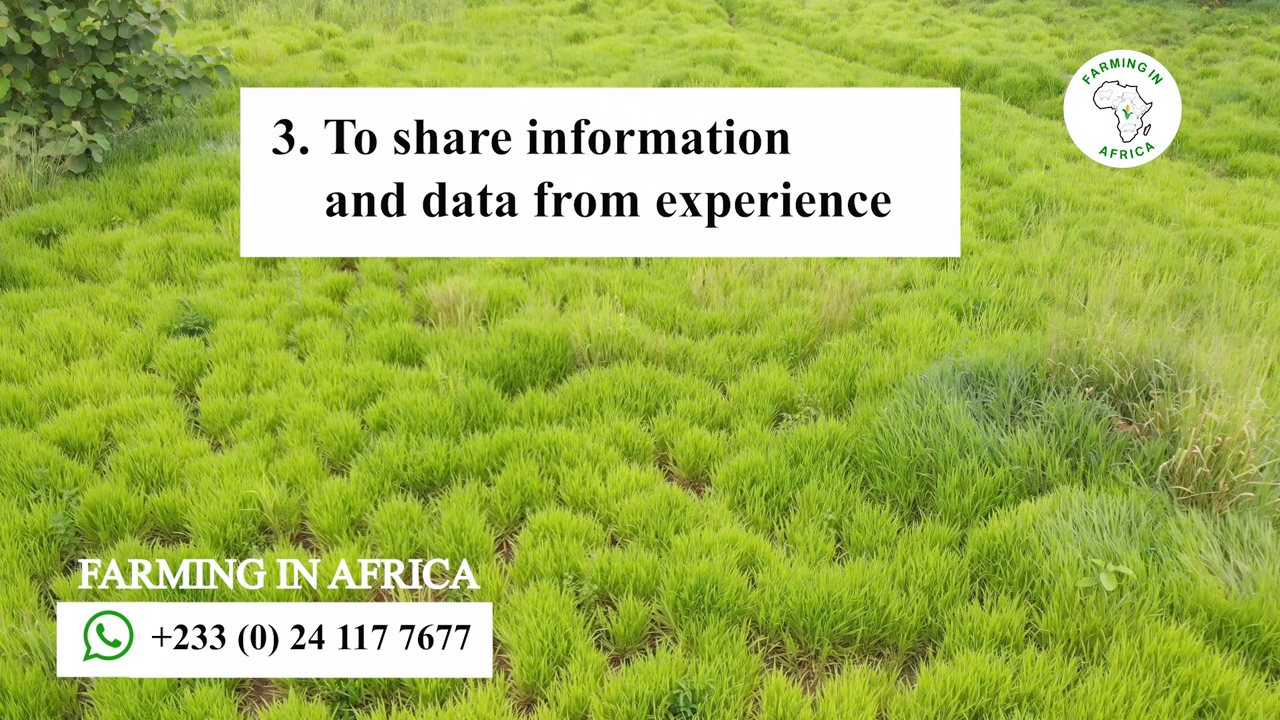 3. To share information
and data from experience
FARMING IN
AFRICA
FARMING IN AFRICA
+233 (0) 24 117 7677